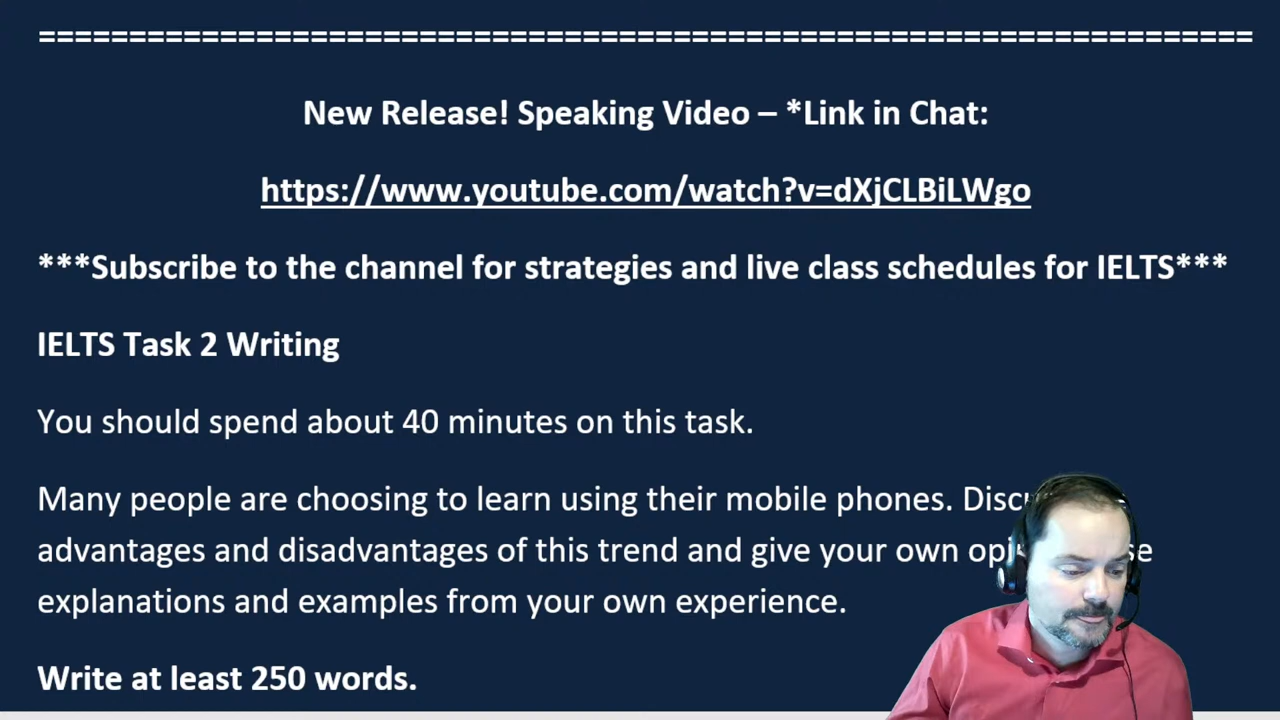 ====================================================================
New Release! Speaking Video – *Link in Chat:
https://www.youtube.com/watch?v=dXjCLBiLWgo
***Subscribe to the channel for strategies and live class schedules for IELTS***
IELTS Task 2 Writing
You should spend about 40 minutes on this task.
Many people are choosing to learn using their mobile phones.
advantages and disadvantages of this trend and give your own
explanations and examples from your own experience.
Write at least 250 words.